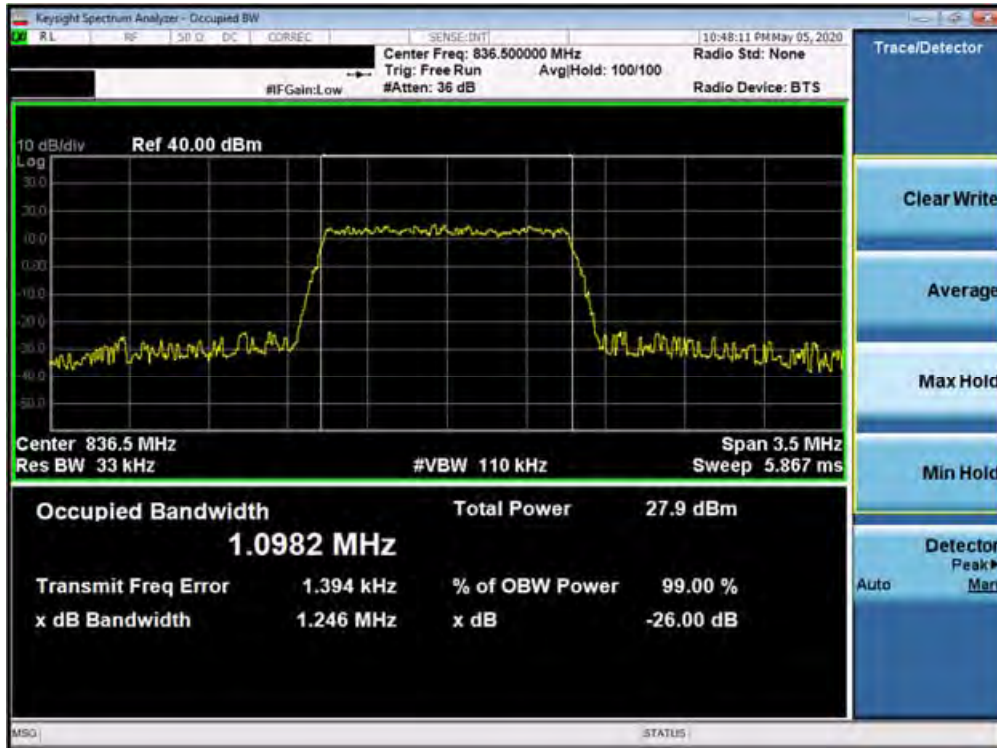 Keysight Spectrum Analyzer - Occupied BW
RL RF 50 Ω DC CORREC SENSE:INT 10:48:11 PM May 05, 2020
Center Freq: 836.500000 MHz Radio Std: None
Trig: Free Run Avg|Hold: 100/100
#IFGain:Low #Atten: 36 dB Radio Device: BTS
Trace/Detector
10 dB/div Ref 40.00 dBm
Log
30.0
20.0
10.0
0.00
-10.0
-20.0
-30.0
-40.0
-50.0
Center 836.5 MHz Span 3.5 MHz
Res BW 33 kHz #VBW 110 kHz Sweep 5.867 ms
Occupied Bandwidth Total Power 27.9 dBm
1.0982 MHz
Transmit Freq Error 1.394 kHz % of OBW Power 99.00 %
x dB Bandwidth 1.246 MHz x dB -26.00 dB
Clear Write
Average
Max Hold
Min Hold
Detector
Peak
Auto Man
MSG STATUS